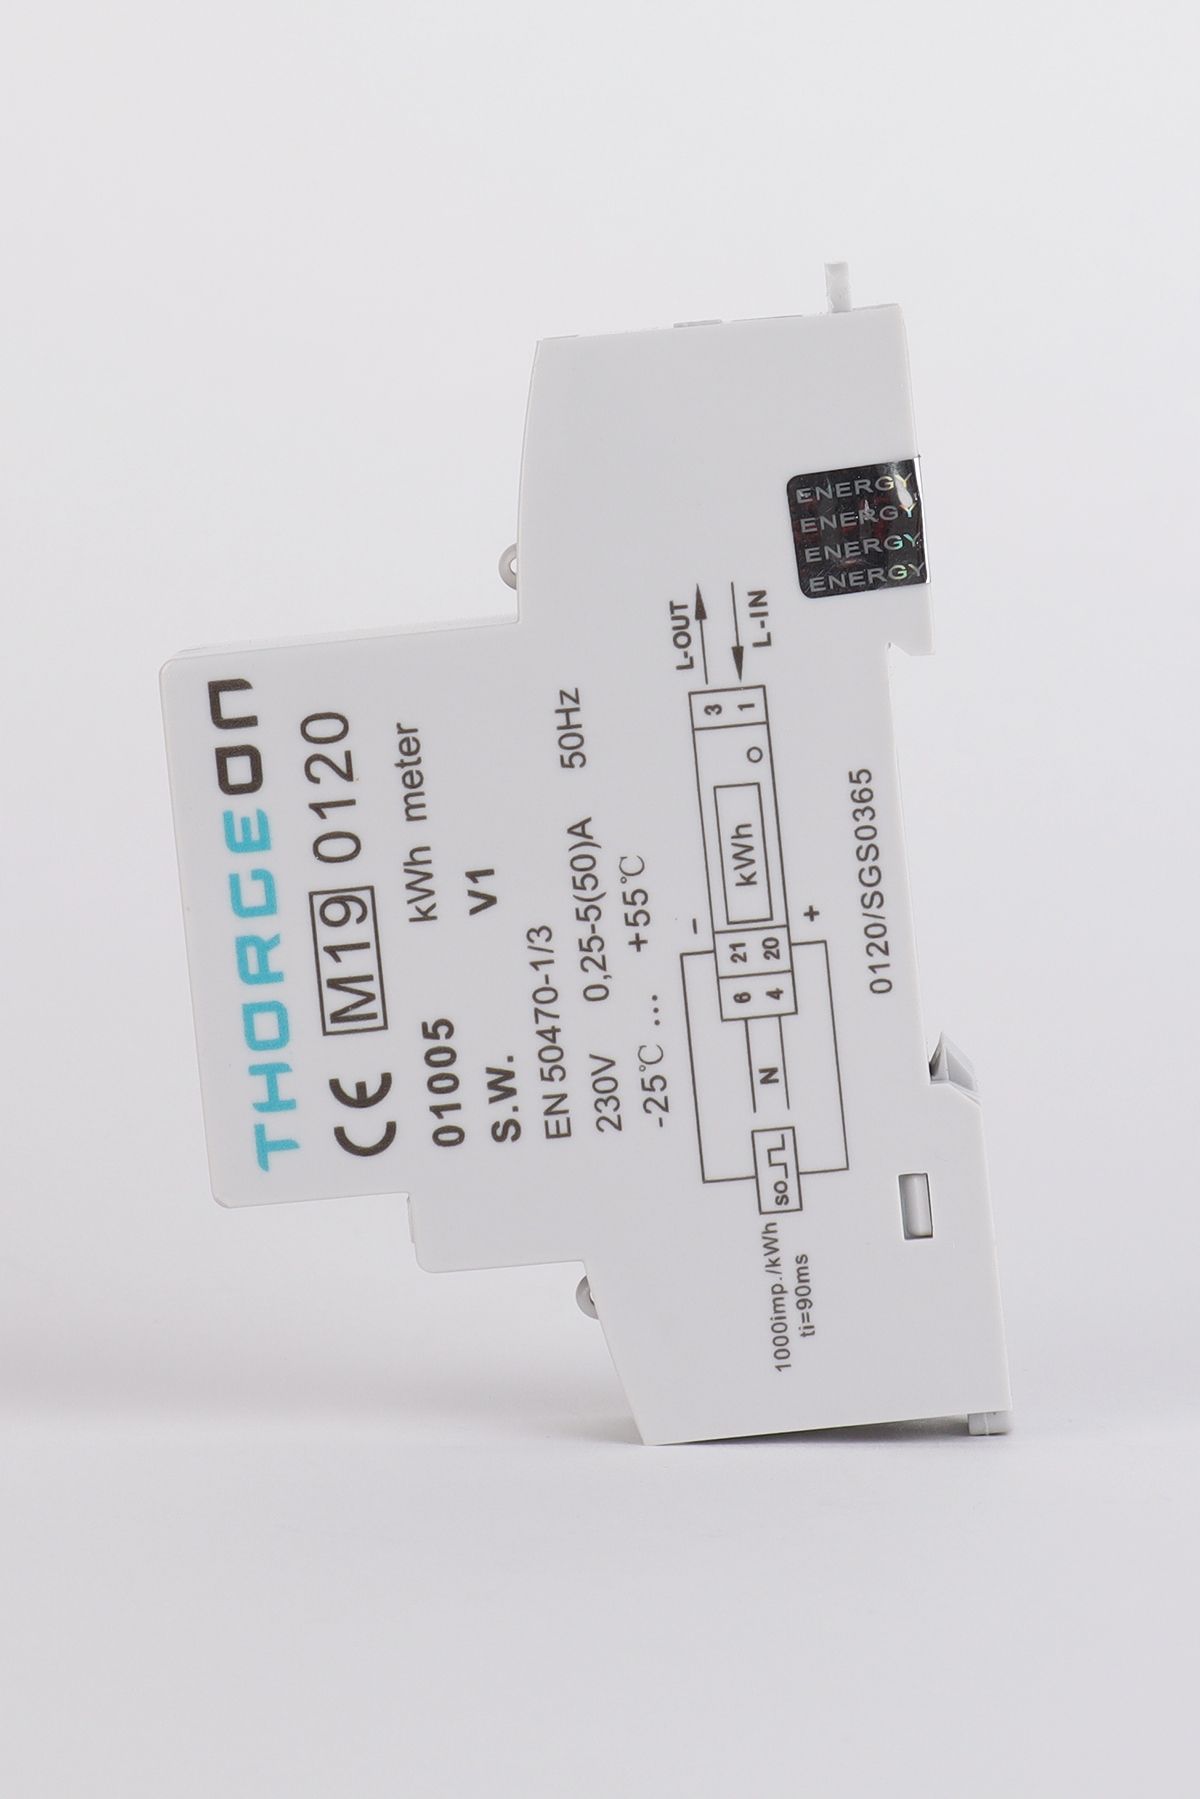 THORGEON
CE M19 0120
01005 kWh meter
S.W. V1
EN 50470-1/3
230V 0,25-5(50)A 50Hz
-25℃ ... +55℃
L-OUT
L-IN
-
6 21 3
4 20 1
kWh
N
SO
+
1000imp./kWh
ti=90ms
0120/SGS0365
ENERGY
ENERGY
ENERGY
ENERGY